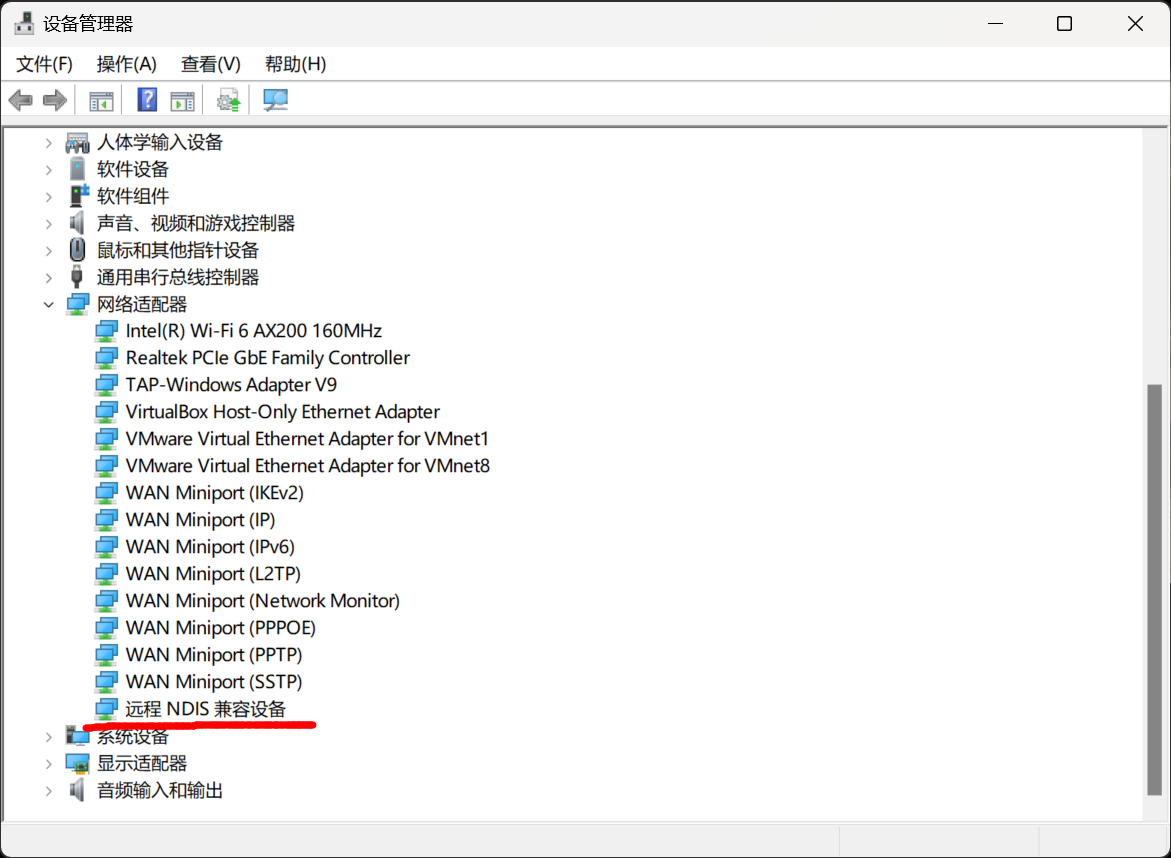 设备管理器
文件(F) 操作(A) 查看(V) 帮助(H)
人体学输入设备
软件设备
软件组件
声音、视频和游戏控制器
鼠标和其他指针设备
通用串行总线控制器
网络适配器
Intel(R) Wi-Fi 6 AX200 160MHz
Realtek PCIe GbE Family Controller
TAP-Windows Adapter V9
VirtualBox Host-Only Ethernet Adapter
VMware Virtual Ethernet Adapter for VMnet1
VMware Virtual Ethernet Adapter for VMnet8
WAN Miniport (IKEv2)
WAN Miniport (IP)
WAN Miniport (IPv6)
WAN Miniport (L2TP)
WAN Miniport (Network Monitor)
WAN Miniport (PPPOE)
WAN Miniport (PPTP)
WAN Miniport (SSTP)
远程 NDIS 兼容设备
系统设备
显示适配器
音频输入和输出